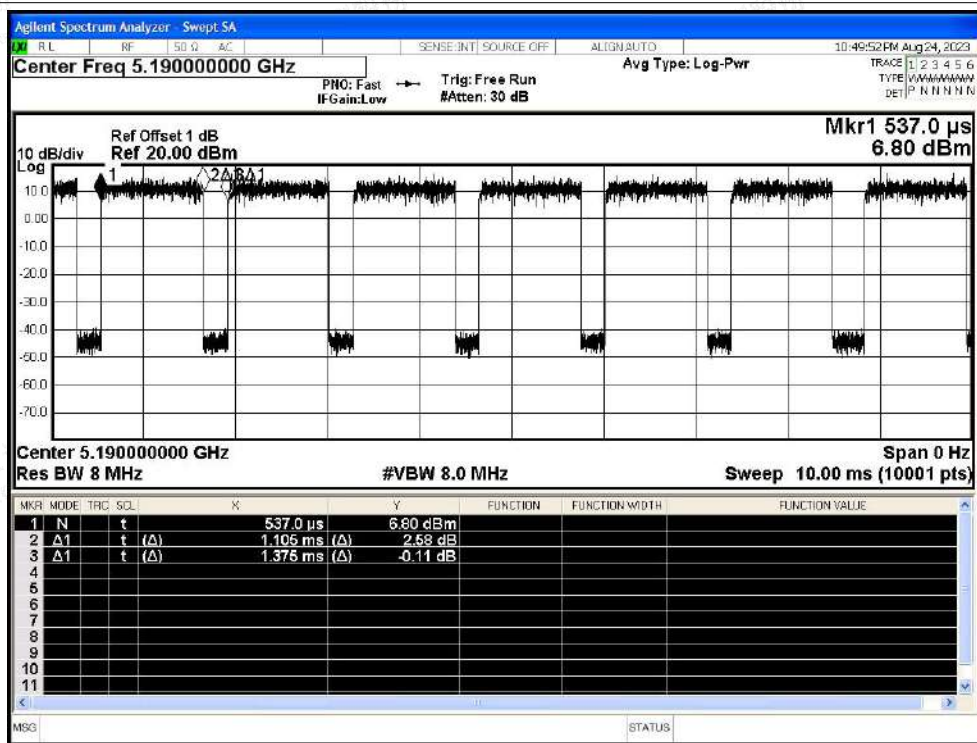 Agilent Spectrum Analyzer - Swept SA
LXI RL RF 50 Ω AC SENSE:INT SOURCE OFF ALIGN AUTO 10:49:52 PM Aug 24, 2023
Center Freq 5.190000000 GHz
PNO: Fast
IFGain:Low
Trig: Free Run
#Atten: 30 dB
Avg Type: Log-Pwr
TRACE 1 2 3 4 5 6
TYPE
DET P N N N N N
Mkr1 537.0 µs
6.80 dBm
Ref Offset 1 dB
10 dB/div Ref 20.00 dBm
Log
1 2Δ1 3Δ1
10.0
0.00
-10.0
-20.0
-30.0
-40.0
-50.0
-60.0
-70.0
Center 5.190000000 GHz Span 0 Hz
Res BW 8 MHz #VBW 8.0 MHz Sweep 10.00 ms (10001 pts)
MKR MODE TRC SCL X Y FUNCTION FUNCTION WIDTH FUNCTION VALUE
1 N t 537.0 µs 6.80 dBm
2 Δ1 t (Δ) 1.105 ms (Δ) 2.58 dB
3 Δ1 t (Δ) 1.375 ms (Δ) -0.11 dB
4
5
6
7
8
9
10
11
MSG STATUS